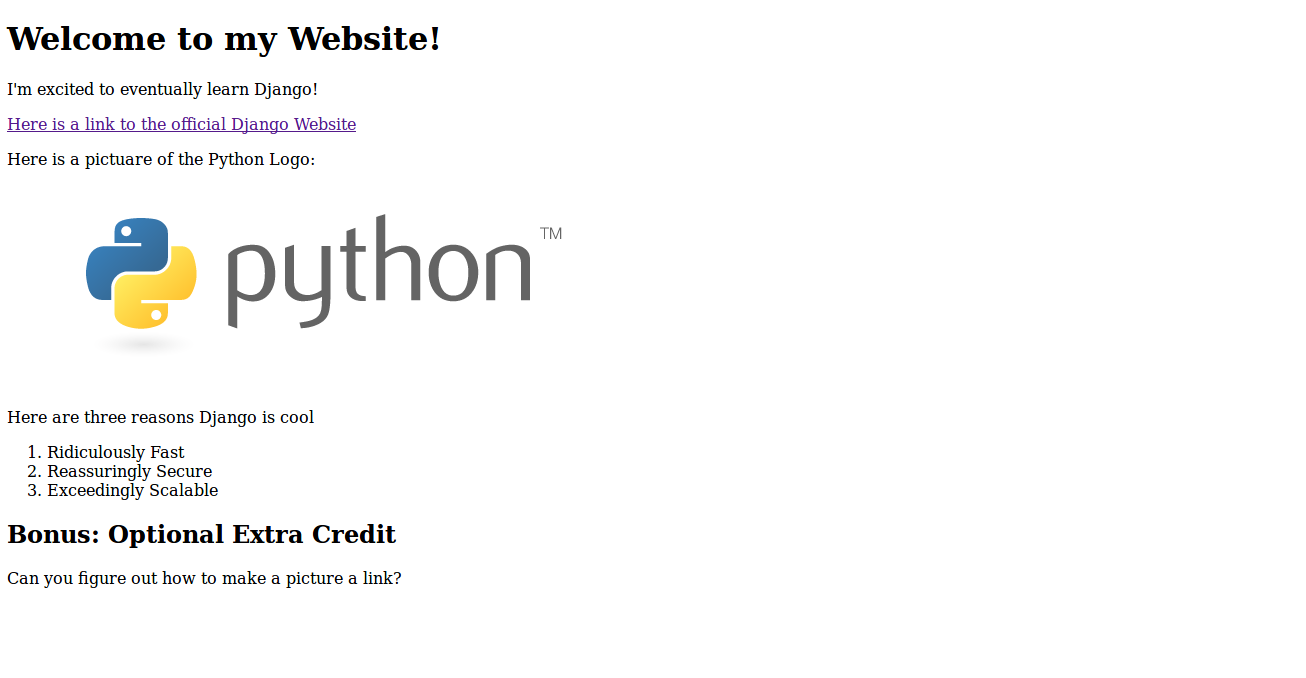 Welcome to my Website!
I'm excited to eventually learn Django!
Here is a link to the official Django Website
Here is a pictuare of the Python Logo:
python TM
Here are three reasons Django is cool
1. Ridiculously Fast
2. Reassuringly Secure
3. Exceedingly Scalable
Bonus: Optional Extra Credit
Can you figure out how to make a picture a link?